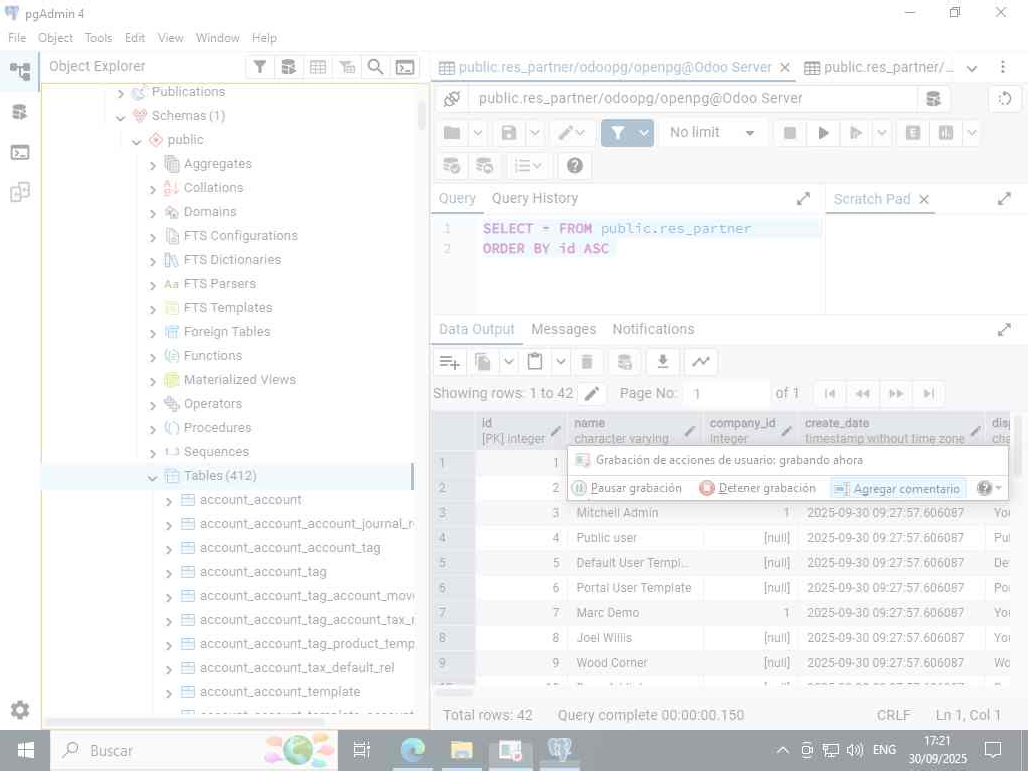 pgAdmin 4
File Object Tools Edit View Window Help
Object Explorer
public.res_partner/odoopg/openpg@Odoo Server
public.res_partner/...
Publications
Schemas (1)
public
Aggregates
Collations
Domains
FTS Configurations
FTS Dictionaries
FTS Parsers
FTS Templates
Foreign Tables
Functions
Materialized Views
Operators
Procedures
Sequences
Tables (412)
account_account
account_account_account_journal_r
account_account_account_tag
account_account_tag
account_account_tag_account_mov
account_account_tag_account_tax_r
account_account_tag_product_temp
account_account_tax_default_rel
account_account_template
public.res_partner/odoopg/openpg@Odoo Server
No limit
Query Query History
Scratch Pad
1 SELECT * FROM public.res_partner
2 ORDER BY id ASC
Data Output Messages Notifications
Showing rows: 1 to 42 Page No: 1 of 1
id name company_id create_date dis
[PK] integer character varying integer timestamp without time zone cha
1 1
2 2
Grabación de acciones de usuario: grabando ahora
Pausar grabación Detener grabación Agregar comentario
3 3 Mitchell Admin 1 2025-09-30 09:27:57.606087 You
4 4 Public user [null] 2025-09-30 09:27:57.606087 Pul
5 5 Default User Templ... [null] 2025-09-30 09:27:57.606087 De
6 6 Portal User Template [null] 2025-09-30 09:27:57.606087 Po
7 7 Marc Demo 1 2025-09-30 09:27:57.606087 You
8 8 Joel Willis [null] 2025-09-30 09:27:57.606087 You
9 9 Wood Corner [null] 2025-09-30 09:27:57.606087 Wo
Total rows: 42 Query complete 00:00:00.150 CRLF Ln 1, Col 1
Buscar
ENG
17:21
30/09/2025